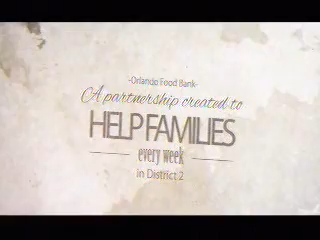 -Orlando Food Bank-
A partnership created to
HELP FAMILIES
every week
in District 2